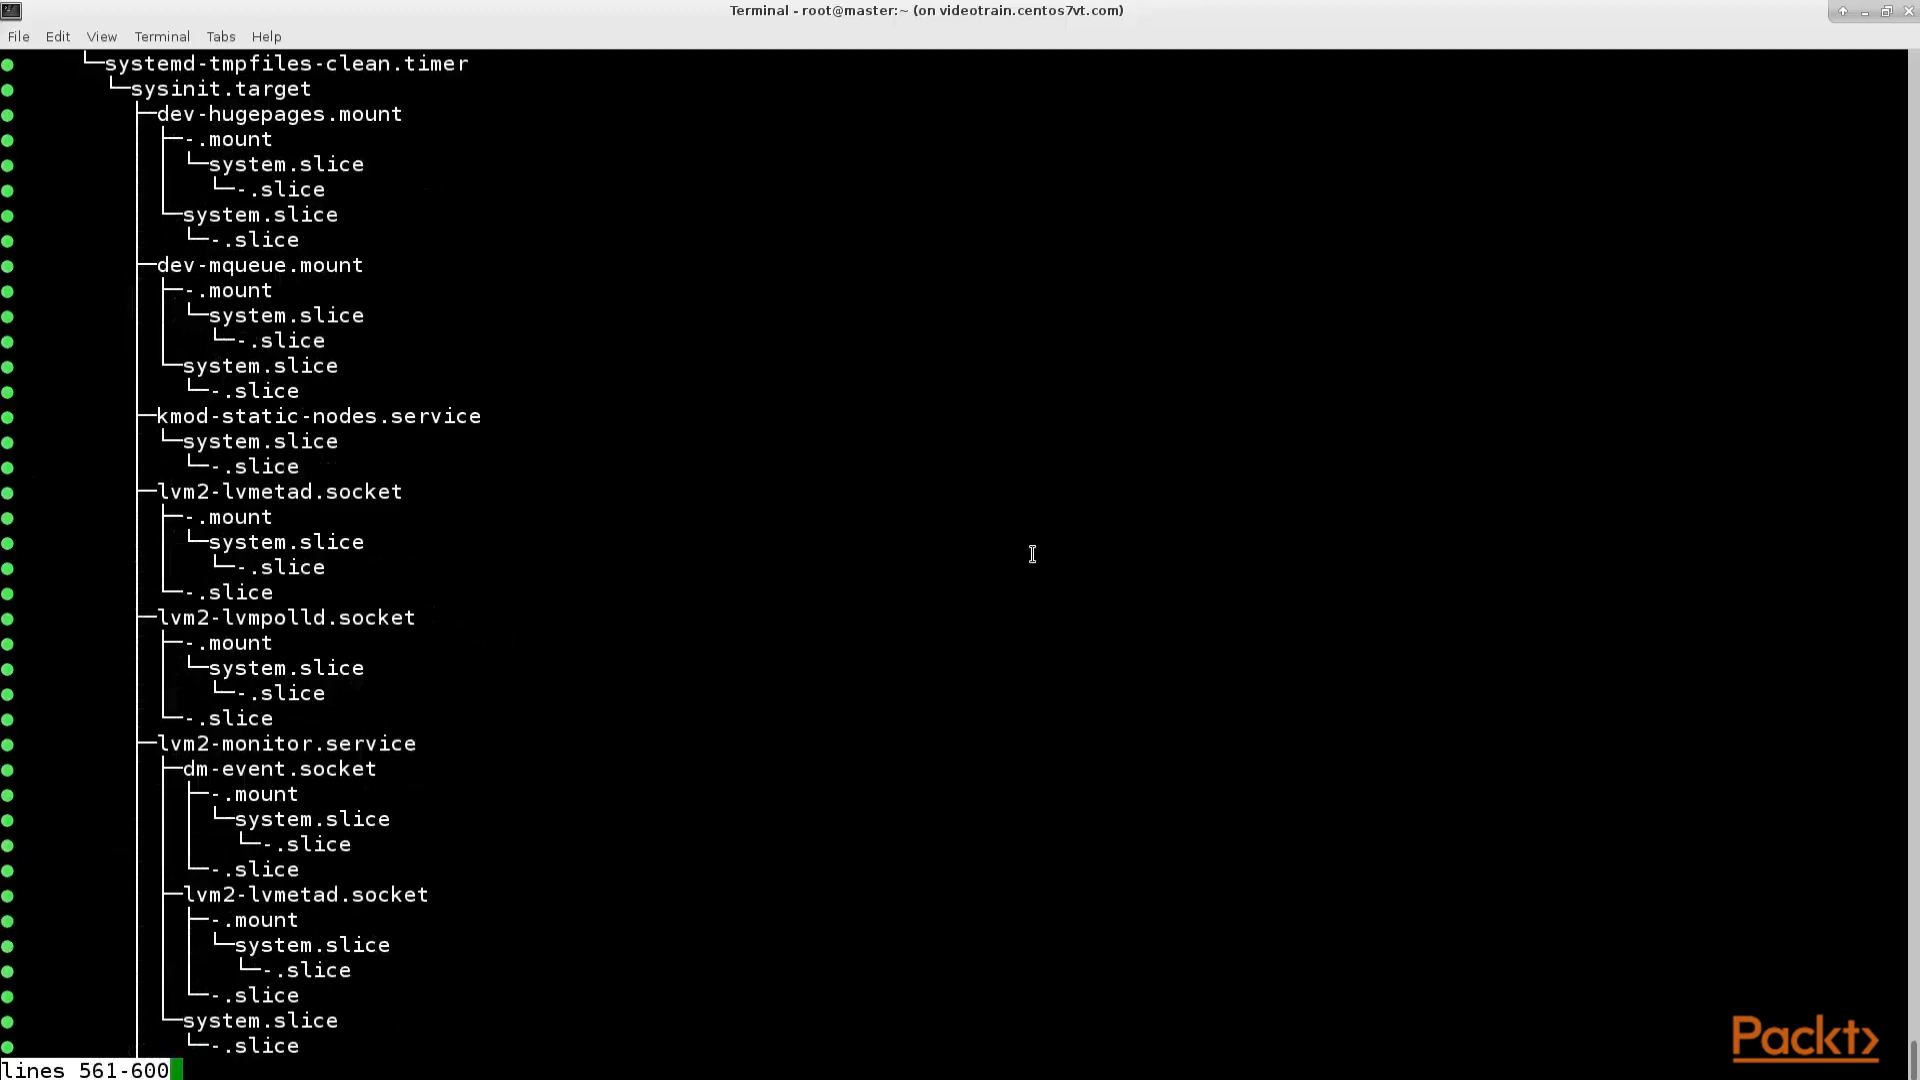 Terminal - root@master:~ (on videotrain.centos7vt.com)
File Edit View Terminal Tabs Help
● └─systemd-tmpfiles-clean.timer
● └─sysinit.target
● ├─dev-hugepages.mount
● │ ├─-.mount
● │ │ └─system.slice
● │ │ └─-.slice
● │ └─system.slice
● │ └─-.slice
● ├─dev-mqueue.mount
● │ ├─-.mount
● │ │ └─system.slice
● │ │ └─-.slice
● │ └─system.slice
● │ └─-.slice
● ├─kmod-static-nodes.service
● │ └─system.slice
● │ └─-.slice
● ├─lvm2-lvmetad.socket
● │ ├─-.mount
● │ │ └─system.slice
● │ │ └─-.slice
● │ └─-.slice
● ├─lvm2-lvmpolld.socket
● │ ├─-.mount
● │ │ └─system.slice
● │ │ └─-.slice
● │ └─-.slice
● ├─lvm2-monitor.service
● │ ├─dm-event.socket
● │ │ ├─-.mount
● │ │ │ └─system.slice
● │ │ │ └─-.slice
● │ │ └─-.slice
● │ ├─lvm2-lvmetad.socket
● │ │ ├─-.mount
● │ │ │ └─system.slice
● │ │ │ └─-.slice
● │ │ └─-.slice
● │ └─system.slice
● │ └─-.slice
lines 561-600
Packt>